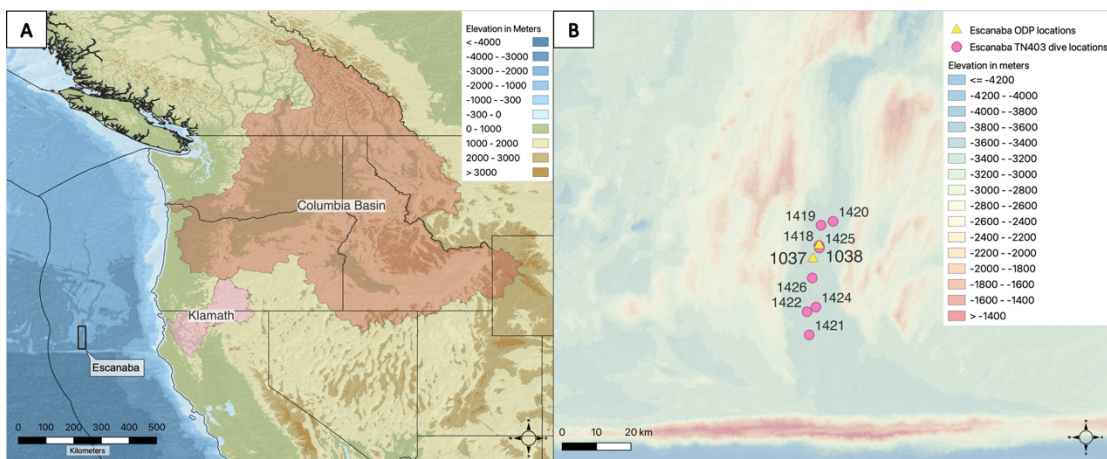 A
Elevation in Meters
< -4000
-4000 - -3000
-3000 - -2000
-2000 - -1000
-1000 - -300
-300 - 0
0 - 1000
1000 - 2000
2000 - 3000
> 3000
Columbia Basin
Klamath
Escanaba
0 100 200 300 400 500
Kilometers
B
Escanaba ODP locations
Escanaba TN403 dive locations
Elevation in meters
<= -4200
-4200 - -4000
-4000 - -3800
-3800 - -3600
-3600 - -3400
-3400 - -3200
-3200 - -3000
-3000 - -2800
-2800 - -2600
-2600 - -2400
-2400 - -2200
-2200 - -2000
-2000 - -1800
-1800 - -1600
-1600 - -1400
> -1400
1419 1420
1418 1425
1037 1038
1426
1422 1424
1421
0 10 20 km